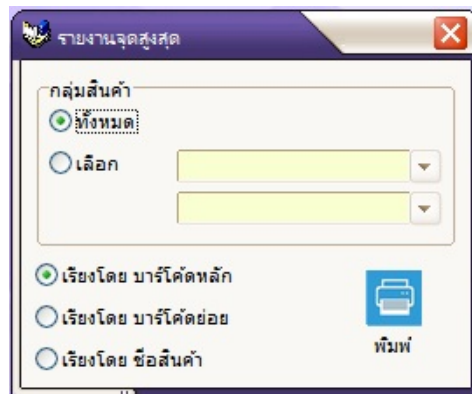 รายงานจุดสูงสุด
กลุ่มสินค้า
ทั้งหมด
เลือก
เรียงโดย บาร์โค้ดหลัก
เรียงโดย บาร์โค้ดย่อย
เรียงโดย ชื่อสินค้า
พิมพ์